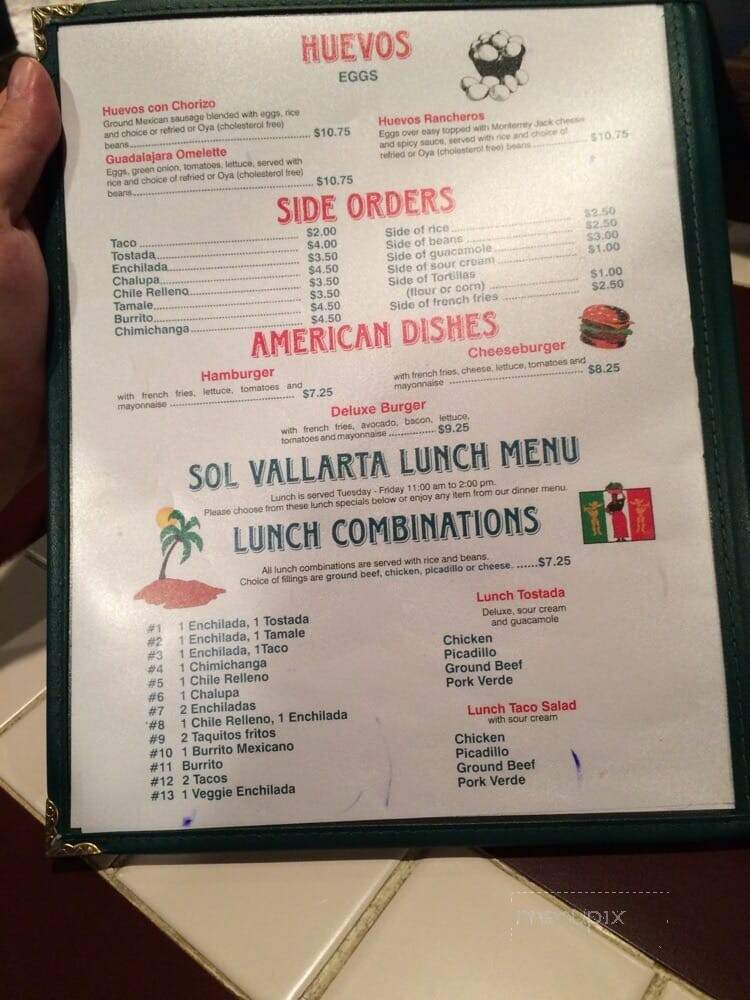 HUEVOS
EGGS
Huevos con Chorizo
Ground Mexican sausage blended with eggs, rice
and choice or refried or Oya (cholesterol free)
beans. $10.75
Guadalajara Omelette
Eggs, green onion, tomatoes, lettuce, served with
rice and choice of refried or Oya (cholesterol free)
beans. $10.75
Huevos Rancheros
Eggs over easy topped with Monterrey Jack cheese
and spicy sauce, served with rice and choice of
refried or Oya (cholesterol free) beans $10.75
SIDE ORDERS
Taco $2.00
Tostada $4.00
Enchilada $3.50
Chalupa $4.50
Chile Relleno $3.50
Tamale $3.50
Burrito $4.50
Chimichanga $4.50
Side of rice $2.50
Side of beans $2.50
Side of guacamole $3.00
Side of sour cream $1.00
Side of Tortillas
(flour or corn) $1.00
Side of french fries $2.50
AMERICAN DISHES
Hamburger
with french fries, lettuce, tomatoes and
mayonnaise $7.25
Cheeseburger
with french fries, cheese, lettuce, tomatoes and
mayonnaise $8.25
Deluxe Burger
with french fries, avocado, bacon, lettuce,
tomatoes and mayonnaise $9.25
SOL VALLARTA LUNCH MENU
Lunch is served Tuesday - Friday 11:00 am to 2:00 pm.
Please choose from these lunch specials below or enjoy any item from our dinner menu.
LUNCH COMBINATIONS
All lunch combinations are served with rice and beans.
Choice of fillings are ground beef, chicken, picadillo or cheese. ......$7.25
#1 1 Enchilada, 1 Tostada
#2 1 Enchilada, 1 Tamale
#3 1 Enchilada, 1Taco
#4 1 Chimichanga
#5 1 Chile Relleno
#6 1 Chalupa
#7 2 Enchiladas
#8 1 Chile Relleno, 1 Enchilada
#9 2 Taquitos fritos
#10 1 Burrito Mexicano
#11 Burrito
#12 2 Tacos
#13 1 Veggie Enchilada
Lunch Tostada
Deluxe, sour cream
and guacamole
Chicken
Picadillo
Ground Beef
Pork Verde
Lunch Taco Salad
with sour cream
Chicken
Picadillo
Ground Beef
Pork Verde
menupix